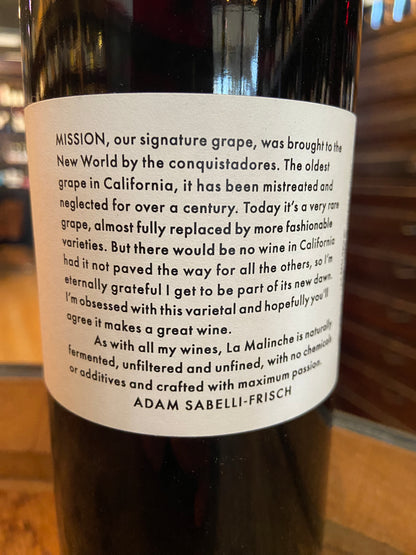 MISSION, our signature grape, was brought to the
New World by the conquistadores. The oldest
grape in California, it has been mistreated and
neglected for over a century. Today it's a very rare
grape, almost fully replaced by more fashionable
varieties. But there would be no wine in California
had it not paved the way for all the others, so I'm
eternally grateful I get to be part of its new dawn.
I'm obsessed with this varietal and hopefully you'll
agree it makes a great wine.
As with all my wines, La Malinche is naturally
fermented, unfiltered and unfined, with no chemicals
or additives and crafted with maximum passion.
ADAM SABELLI-FRISCH